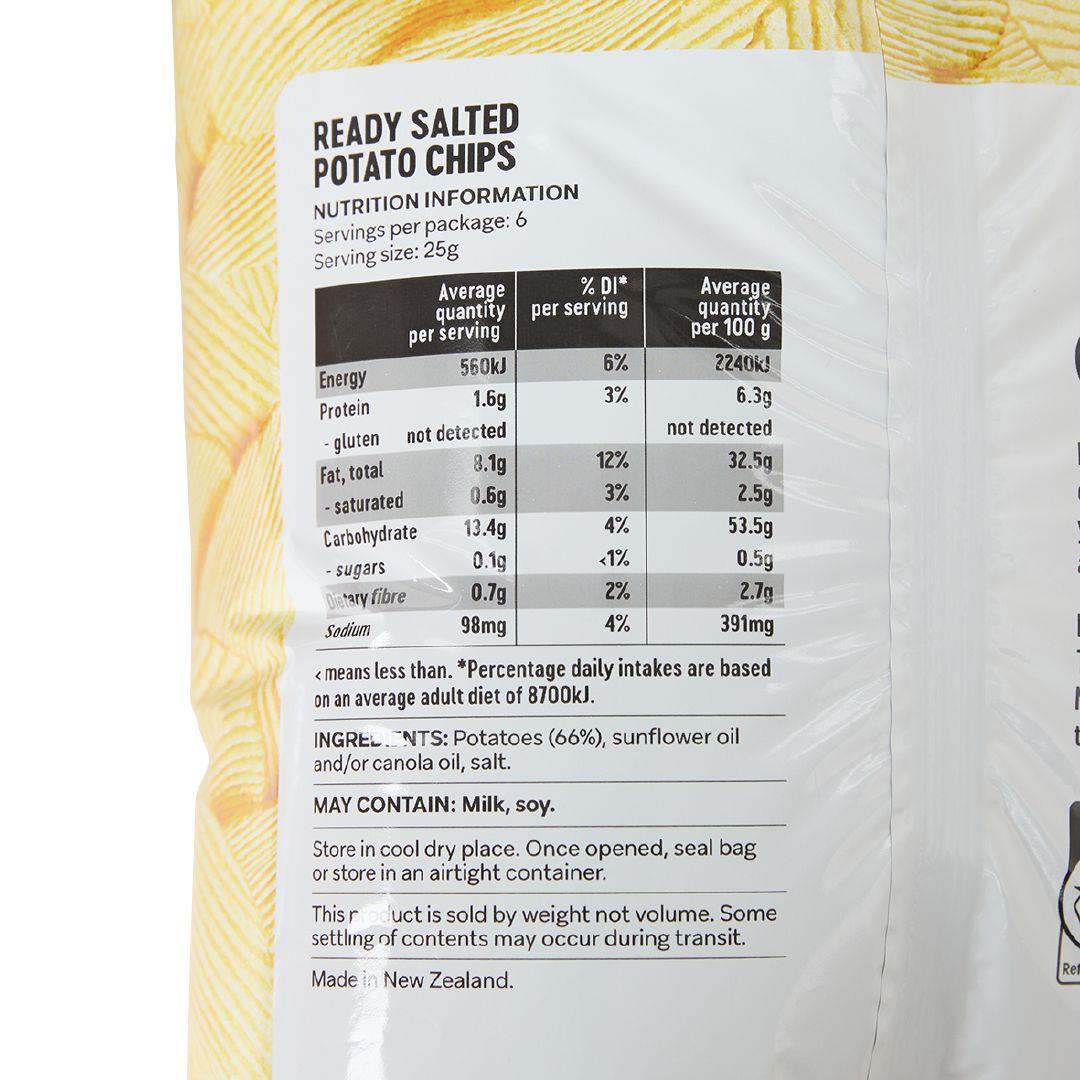 READY SALTED
POTATO CHIPS
NUTRITION INFORMATION
Servings per package: 6
Serving size: 25g
Average quantity per serving % DI* per serving Average quantity per 100 g
Energy 560kJ 6% 2240kJ
Protein 1.6g 3% 6.3g
- gluten not detected not detected
Fat, total 8.1g 12% 32.5g
- saturated 0.6g 3% 2.5g
Carbohydrate 13.4g 4% 53.5g
- sugars 0.1g <1% 0.5g
Dietary fibre 0.7g 2% 2.7g
Sodium 98mg 4% 391mg
< means less than. *Percentage daily intakes are based
on an average adult diet of 8700kJ.
INGREDIENTS: Potatoes (66%), sunflower oil
and/or canola oil, salt.
MAY CONTAIN: Milk, soy.
Store in cool dry place. Once opened, seal bag
or store in an airtight container.
This product is sold by weight not volume. Some
settling of contents may occur during transit.
Made in New Zealand.